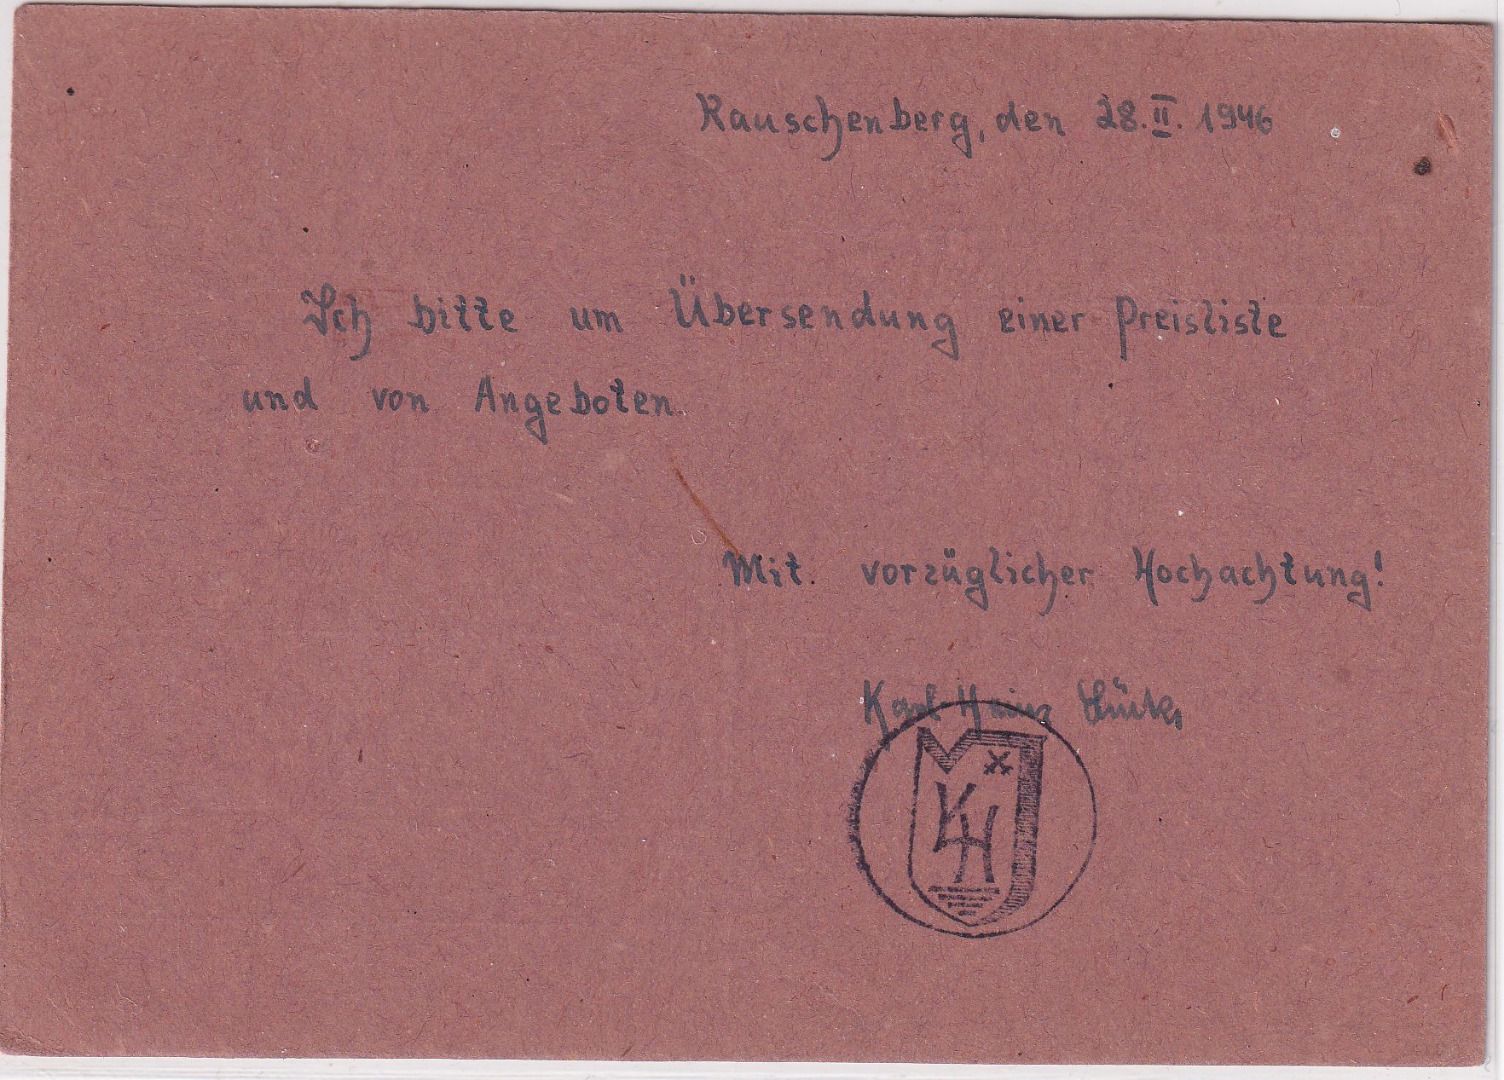 Rauschenberg, den 28. II. 1946
Ich bitte um Übersendung einer Preisliste
und von Angeboten.
Mit vorzüglicher Hochachtung!
Karl Heinz
KH